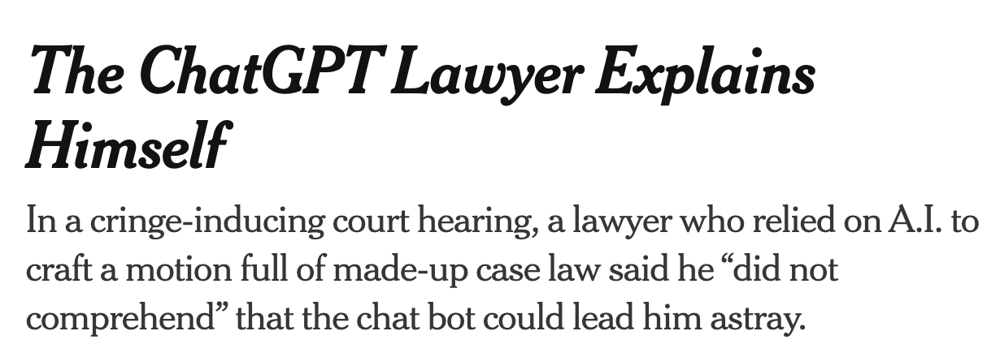 The ChatGPT Lawyer Explains
Himself
In a cringe-inducing court hearing, a lawyer who relied on A.I. to
craft a motion full of made-up case law said he “did not
comprehend” that the chat bot could lead him astray.